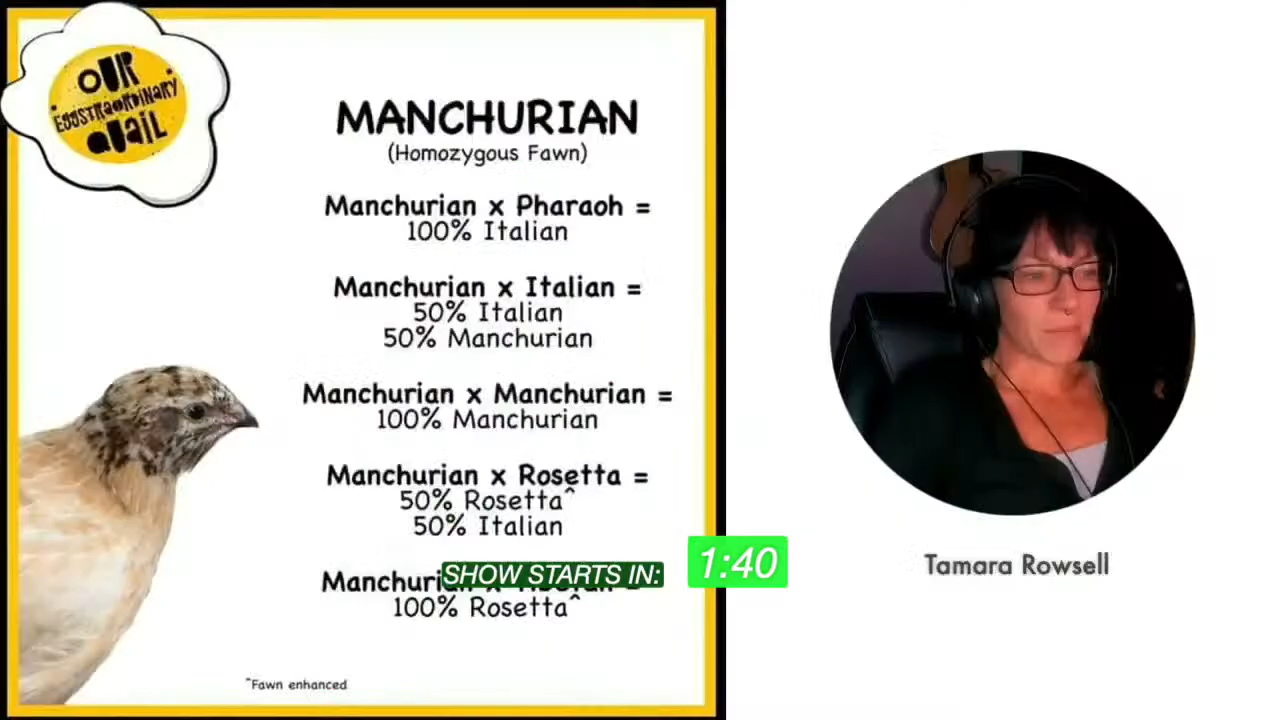 OUR
EGGSTRAORDINARY
QUAIL
MANCHURIAN
(Homozygous Fawn)
Manchurian x Pharaoh =
100% Italian
Manchurian x Italian =
50% Italian
50% Manchurian
Manchurian x Manchurian =
100% Manchurian
Manchurian x Rosetta =
50% Rosetta^
50% Italian
SHOW STARTS IN: 1:40
100% Rosetta^
^Fawn enhanced
Tamara Rowsell